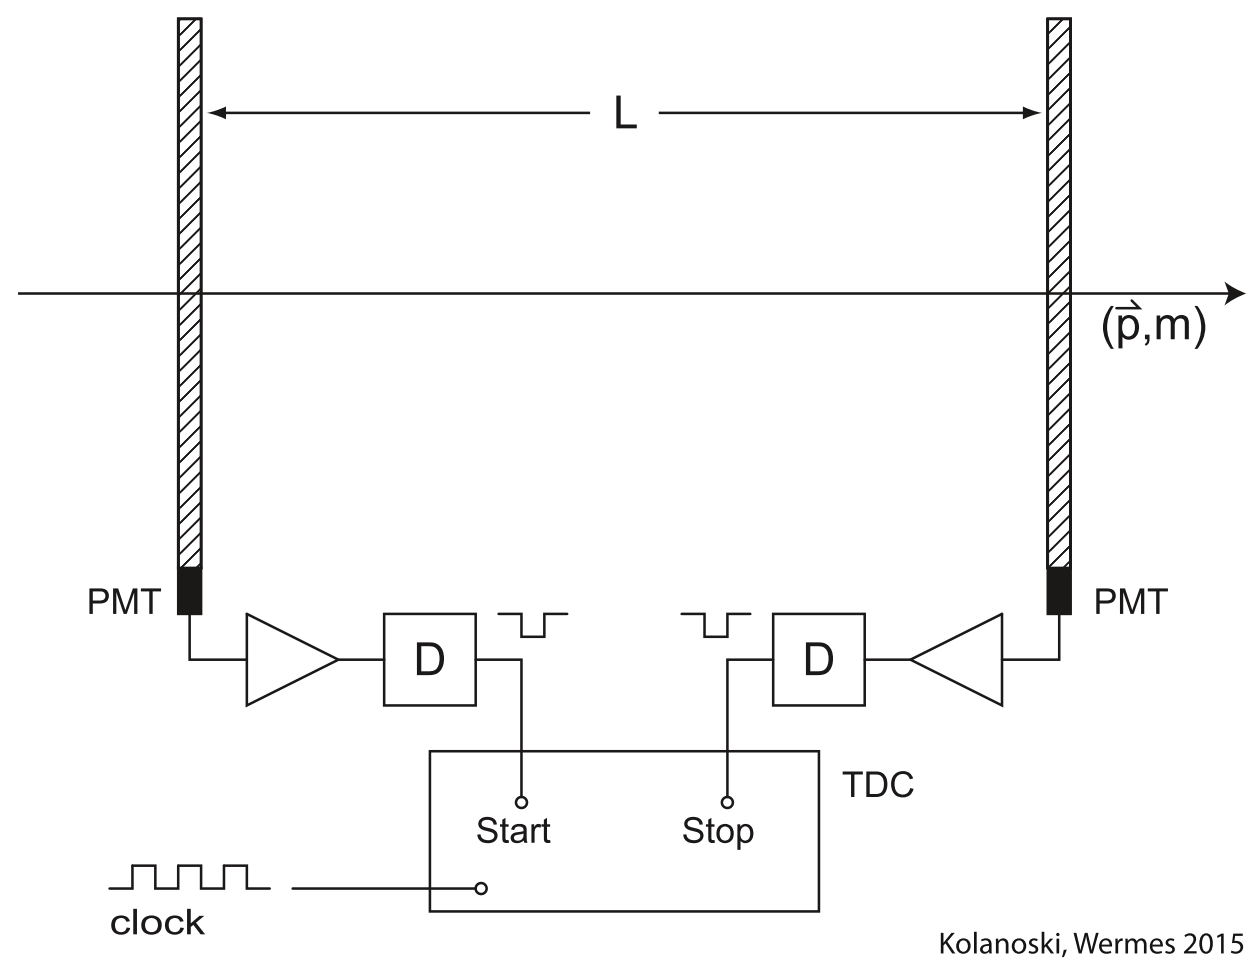 L
(p⃗,m)
PMT
PMT
D
D
TDC
Start
Stop
clock
Kolanoski, Wermes 2015